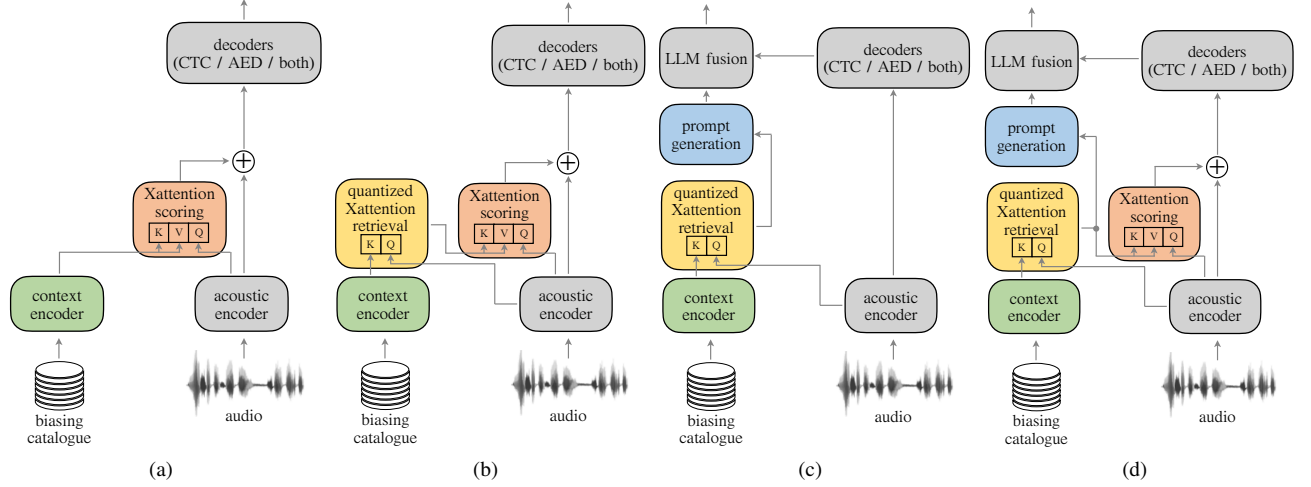 decoders
(CTC / AED / both)
Xattention
scoring
K V Q
context
encoder
acoustic
encoder
biasing
catalogue
audio
(a)
decoders
(CTC / AED / both)
quantized
Xattention
retrieval
K Q
Xattention
scoring
K V Q
context
encoder
acoustic
encoder
biasing
catalogue
audio
(b)
LLM fusion
decoders
(CTC / AED / both)
prompt
generation
quantized
Xattention
retrieval
K Q
context
encoder
acoustic
encoder
biasing
catalogue
audio
(c)
LLM fusion
decoders
(CTC / AED / both)
prompt
generation
quantized
Xattention
retrieval
K Q
Xattention
scoring
K V Q
context
encoder
acoustic
encoder
biasing
catalogue
audio
(d)